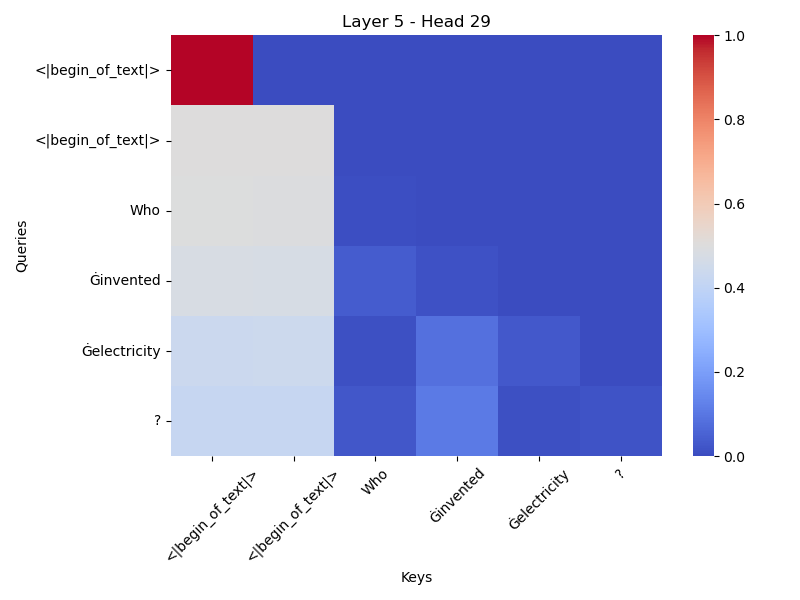 Layer 5 - Head 29
Queries
<|begin_of_text|>
<|begin_of_text|>
Who
Ġinvented
Ġelectricity
?
<|begin_of_text|>
<|begin_of_text|>
Who
Ġinvented
Ġelectricity
?
Keys
1.0
0.8
0.6
0.4
0.2
0.0